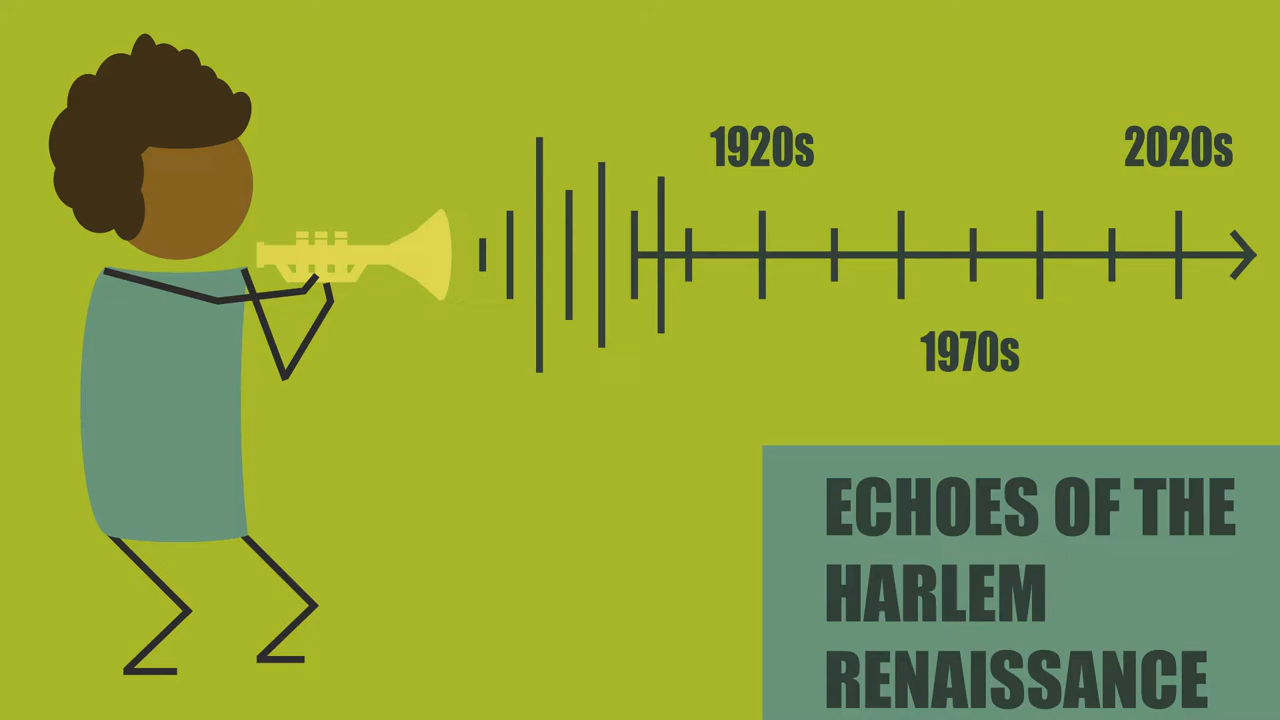 1920s
2020s
1970s
ECHOES OF THE
HARLEM
RENAISSANCE